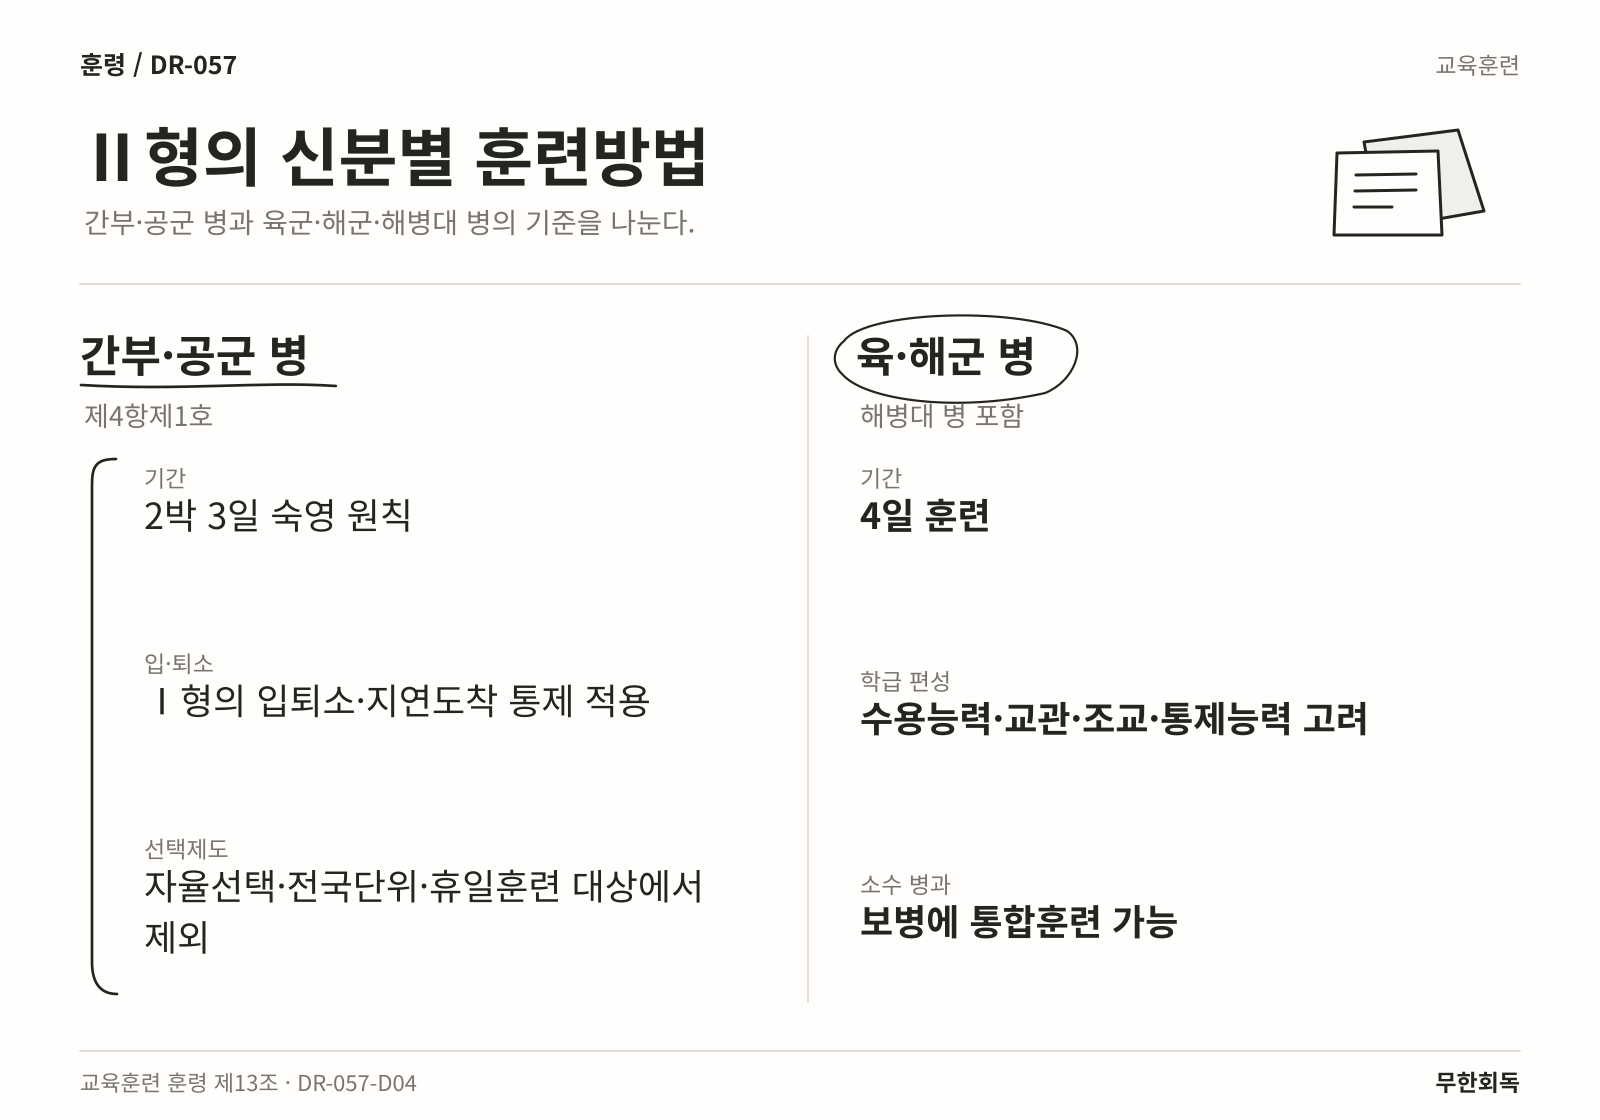 훈령 / DR-057
교육훈련
Ⅱ형의 신분별 훈련방법
간부·공군 병과 육군·해군·해병대 병의 기준을 나눈다.
간부·공군 병
제4항제1호
기간
2박 3일 숙영 원칙
입·퇴소
Ⅰ형의 입퇴소·지연도착 통제 적용
선택제도
자율선택·전국단위·휴일훈련 대상에서
제외
육·해군 병
해병대 병 포함
기간
4일 훈련
학급 편성
수용능력·교관·조교·통제능력 고려
소수 병과
보병에 통합훈련 가능
교육훈련 훈령 제13조 · DR-057-D04
무한회독